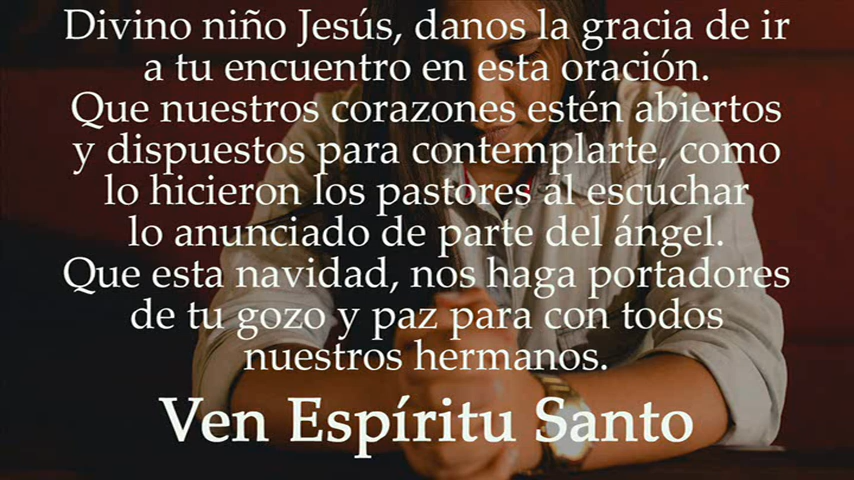 Divino niño Jesús, danos la gracia de ir
a tu encuentro en esta oración.
Que nuestros corazones estén abiertos
y dispuestos para contemplarte, como
lo hicieron los pastores al escuchar
lo anunciado de parte del ángel.
Que esta navidad, nos haga portadores
de tu gozo y paz para con todos
nuestros hermanos.
Ven Espíritu Santo